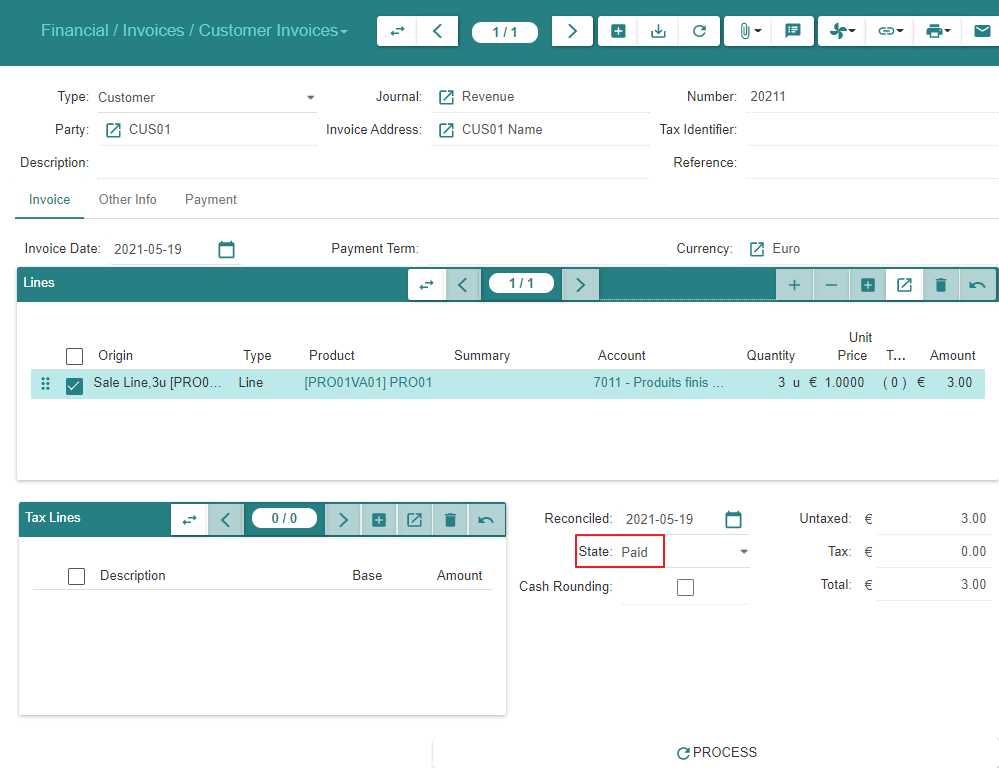 Financial / Invoices / Customer Invoices
1 / 1
Type: Customer Journal: Revenue Number: 20211
Party: CUS01 Invoice Address: CUS01 Name Tax Identifier:
Description: Reference:
Invoice Other Info Payment
Invoice Date: 2021-05-19 Payment Term: Currency: Euro
Lines 1 / 1
Origin Type Product Summary Account Quantity Unit Price T... Amount
Sale Line,3u [PRO0... Line [PRO01VA01] PRO01 7011 - Produits finis ... 3 u € 1.0000 ( 0 ) € 3.00
Tax Lines 0 / 0
Description Base Amount
Reconciled: 2021-05-19 Untaxed: € 3.00
State: Paid Tax: € 0.00
Cash Rounding: Total: € 3.00
PROCESS